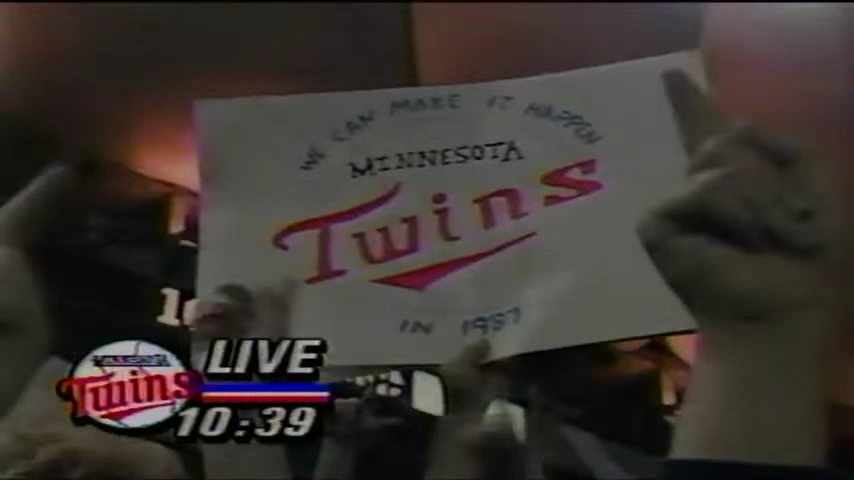 WE CAN MAKE IT HAPPEN
MINNESOTA
Twins
IN 1987
LIVE
Twins
10:39